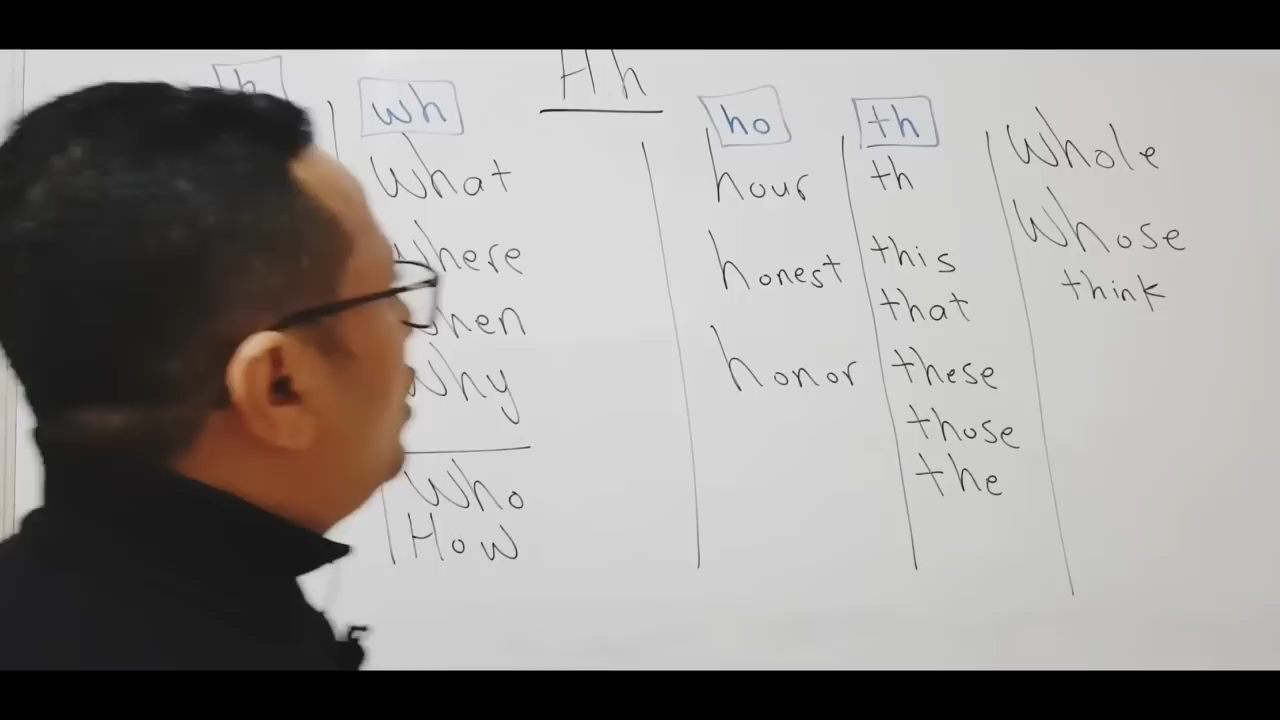 Hh
h
wh
What
Where
When
Why
Who
How
ho
hour
honest
honor
th
th
this
that
these
those
the
Whole
Whose
think